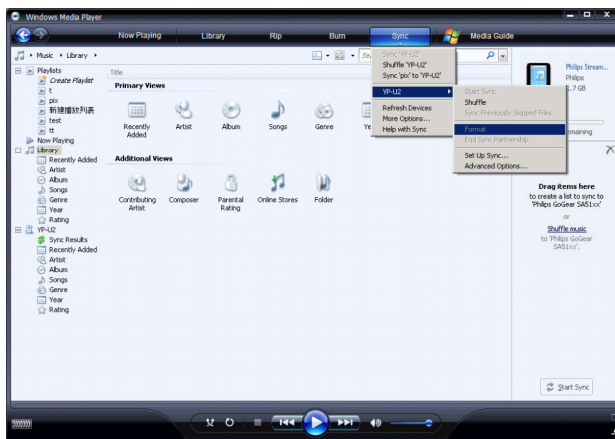 Windows Media Player
Now Playing
Library
Rip
Burn
Sync
Media Guide
Music
Library
Playlists
Create Playlist
t
pix
新建播放列表
test
tt
Now Playing
Library
Recently Added
Artist
Album
Songs
Genre
Year
Rating
YP-U2
Sync Results
Recently Added
Artist
Album
Songs
Genre
Year
Rating
Title
Primary Views
Recently Added
Artist
Album
Songs
Genre
Additional Views
Contributing Artist
Composer
Parental Rating
Online Stores
Folder
Sync 'YP-U2'
Shuffle 'YP-U2'
Sync 'pix' to 'YP-U2'
YP-U2
Refresh Devices
More Options...
Help with Sync
Start Sync
Shuffle
Sync Previously Skipped Files
Format
End Sync Partnership
Set Up Sync...
Advanced Options...
Philips Stream...
Philips
Drag items here
to create a list to sync to
'Philips GoGear SA51xx'
or
Shuffle music
to 'Philips GoGear
SA51xx'.
Start Sync